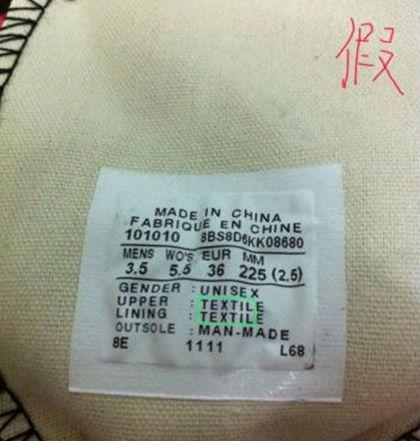 假
MADE IN CHINA
FABRIQUE EN CHINE
101010 8BS8D6KK08680
MENS WO'S EUR MM
3.5 5.5 36 225 (2.5)
GENDER : UNISEX
UPPER : TEXTILE
LINING : TEXTILE
OUTSOLE : MAN-MADE
8E 1111 L68